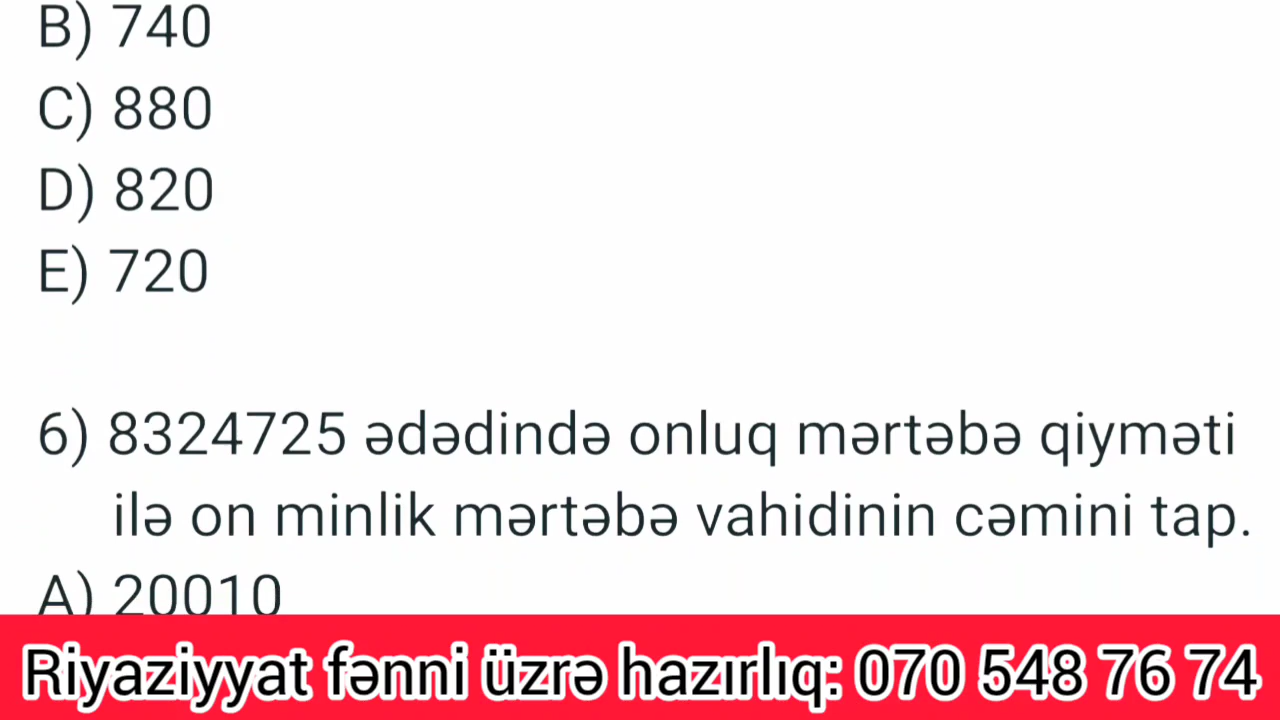 B) 740
C) 880
D) 820
E) 720
6) 8324725 ədədində onluq mərtəbə qiyməti
ilə on minlik mərtəbə vahidinin cəmini tap.
A) 20010
Riyaziyyat fənni üzrə hazırlıq: 070 548 76 74